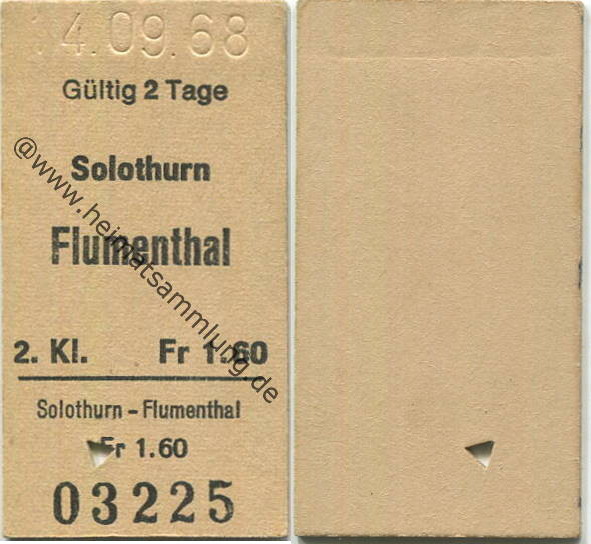 14.09.68
Gültig 2 Tage
Solothurn
Flumenthal
2. Kl. Fr 1.60
Solothurn - Flumenthal
Fr 1.60
03225
@www.heimatsammlung.de